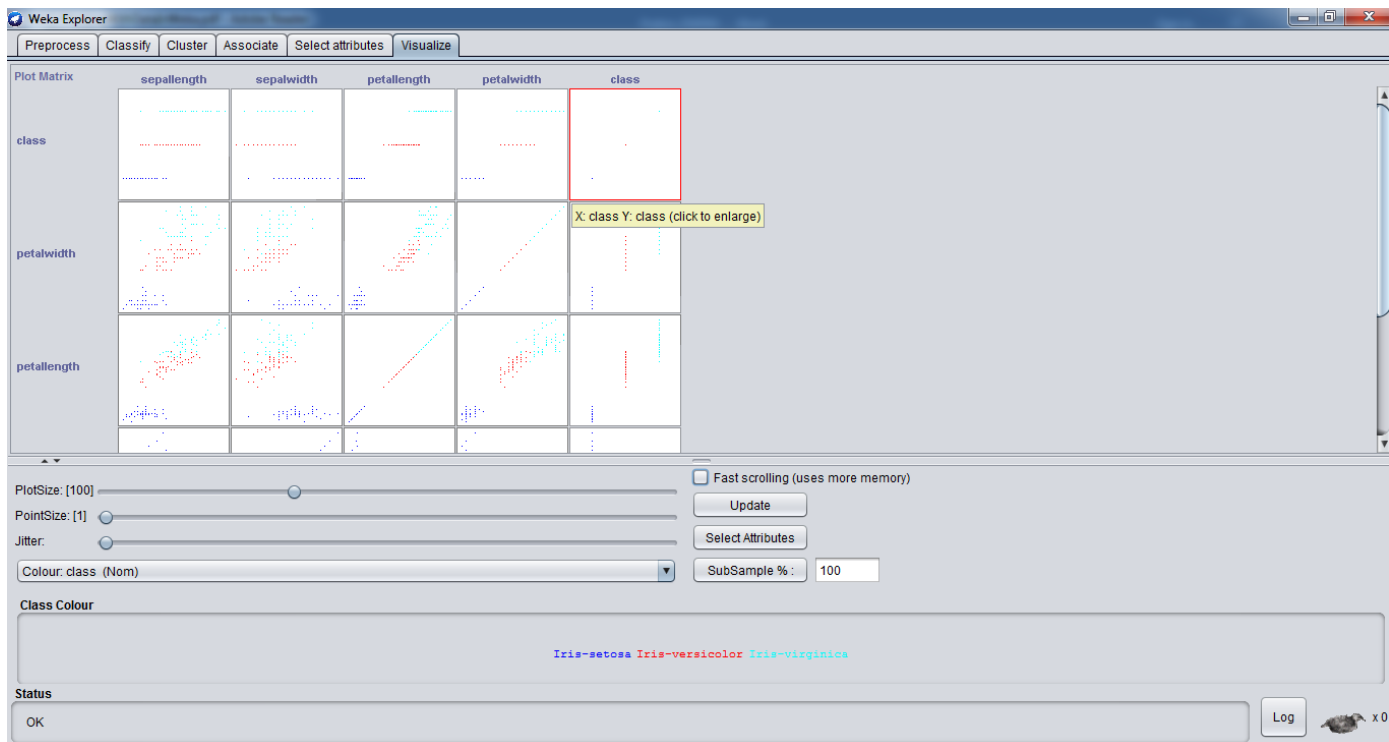 Weka Explorer
Preprocess Classify Cluster Associate Select attributes Visualize
Plot Matrix sepallength sepalwidth petallength petalwidth class
class
X: class Y: class (click to enlarge)
petalwidth
petallength
PlotSize: [100]
PointSize: [1]
Jitter:
Colour: class (Nom)
Fast scrolling (uses more memory)
Update
Select Attributes
SubSample % : 100
Class Colour
Iris-setosa Iris-versicolor Iris-virginica
Status
OK
Log x 0